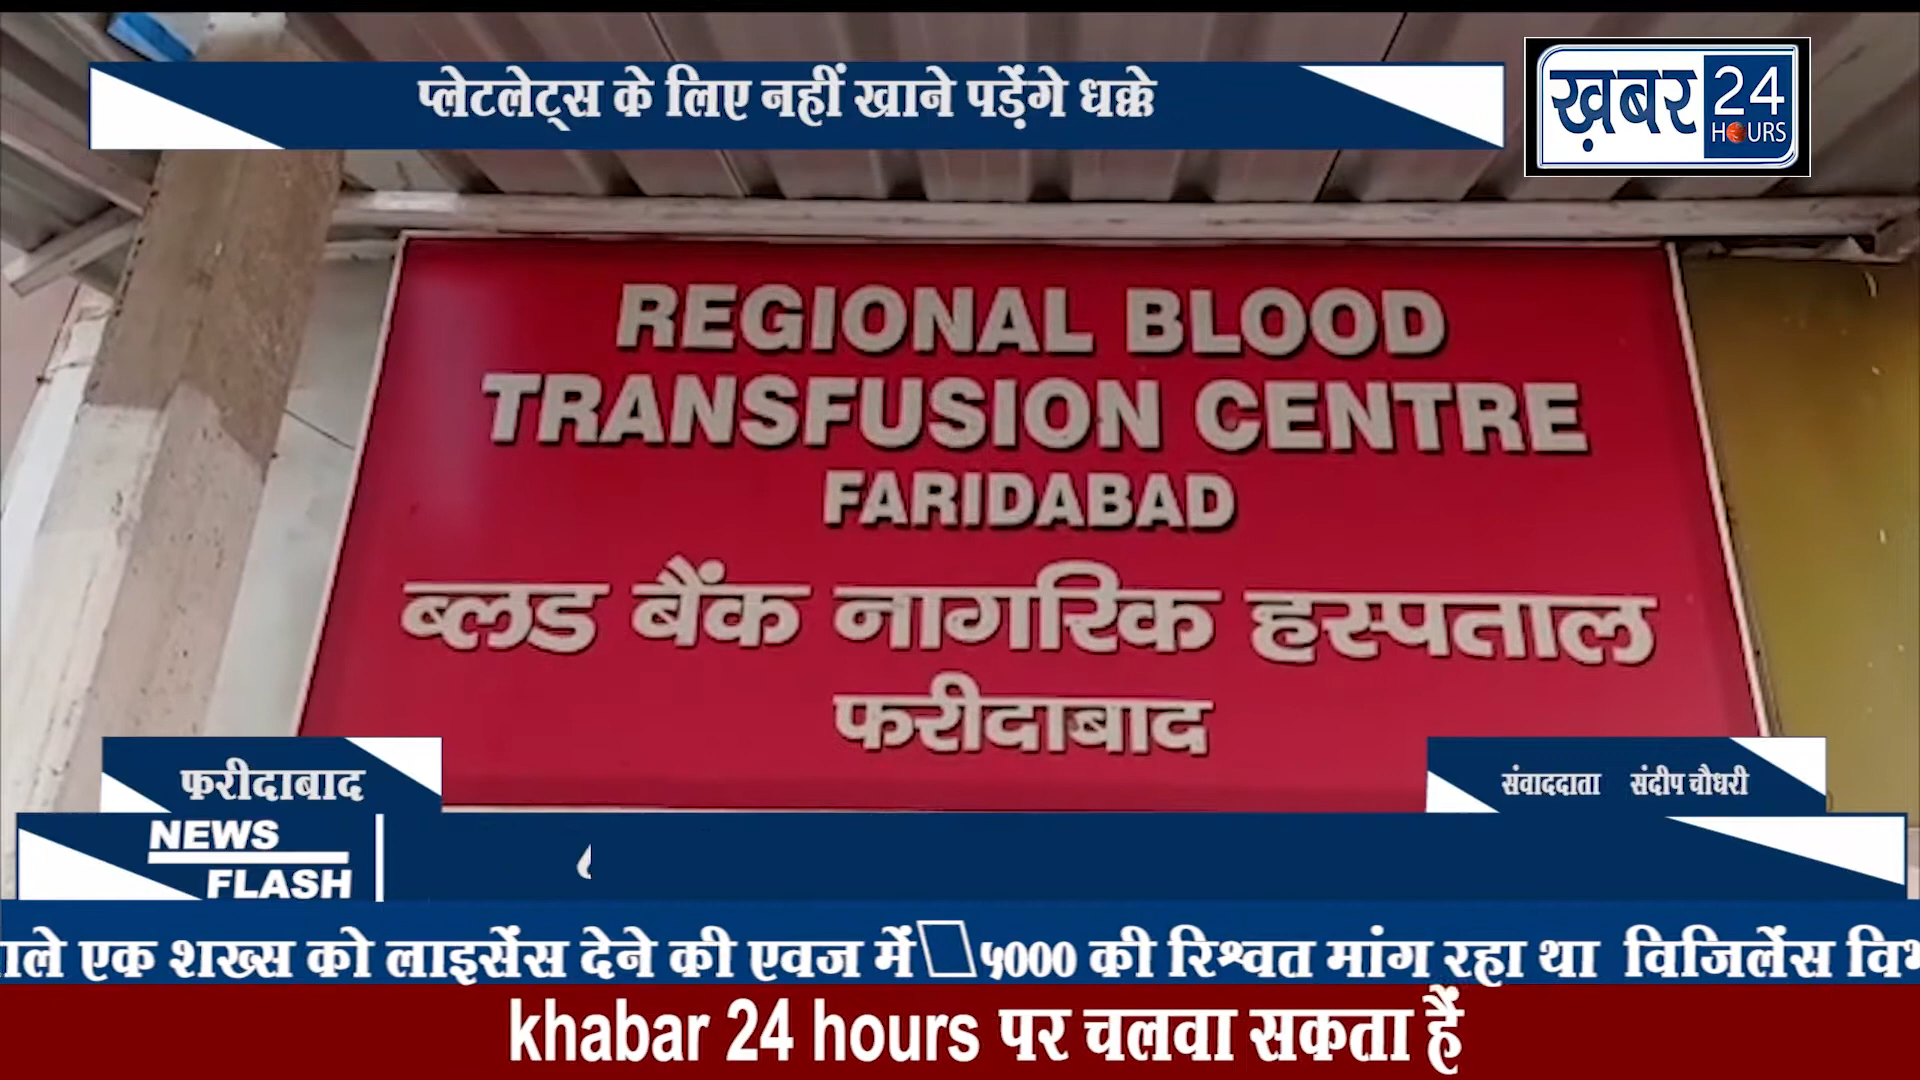 प्लेटलेट्स के लिए नहीं खाने पड़ेंगे धक्के
ख़बर 24 HOURS
REGIONAL BLOOD
TRANSFUSION CENTRE
FARIDABAD
ब्लड बैंक नागरिक हस्पताल
फरीदाबाद
फरीदाबाद
संवाददाता संदीप चौधरी
NEWS
FLASH
एक शख्स को लाइसेंस देने की एवज में ५000 की रिश्वत मांग रहा था विजिलेंस
khabar 24 hours पर चलवा सकता हैं